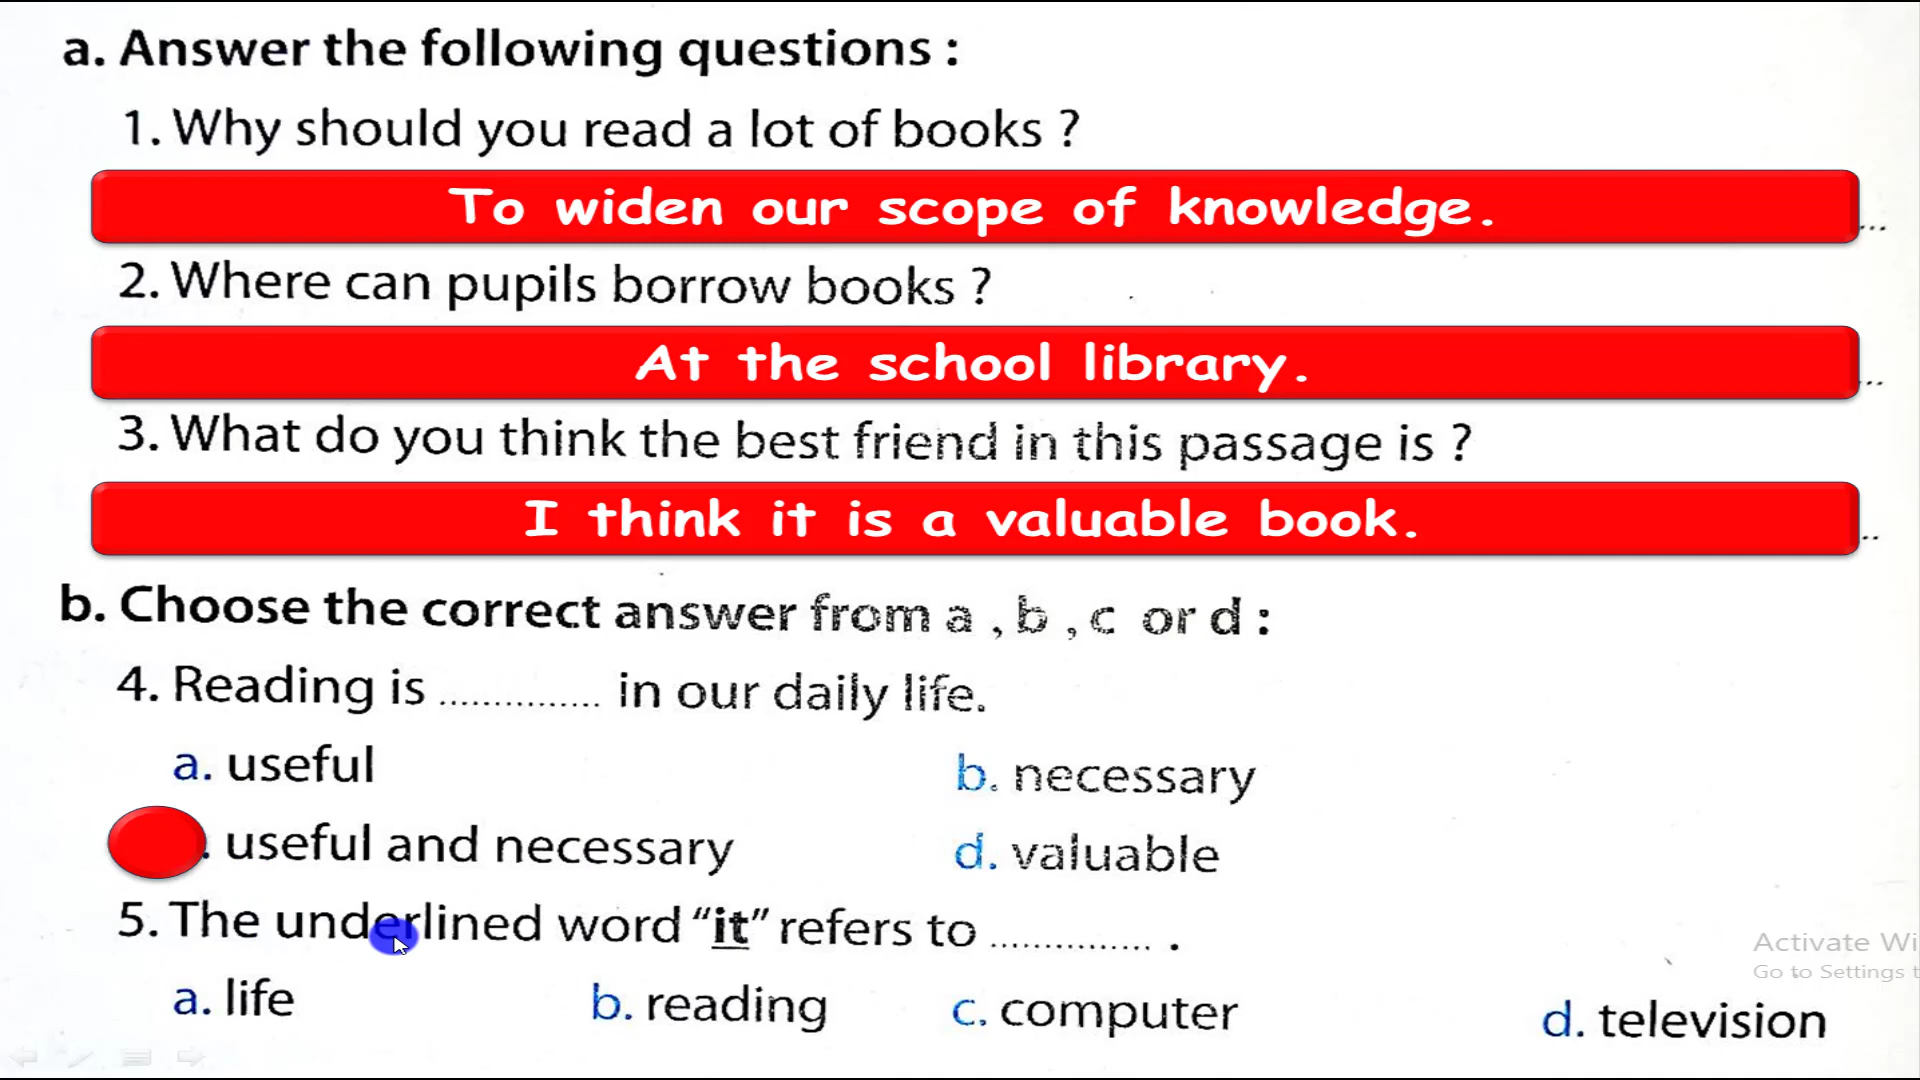 a. Answer the following questions :
1. Why should you read a lot of books ?
To widen our scope of knowledge. ...
2. Where can pupils borrow books ?
At the school library. ...
3. What do you think the best friend in this passage is ?
I think it is a valuable book. ..
b. Choose the correct answer from a , b , c or d :
4. Reading is ............... in our daily life.
a. useful b. necessary
. useful and necessary d. valuable
5. The underlined word “it” refers to ............... .
a. life b. reading c. computer d. television
Activate Wi
Go to Settings t